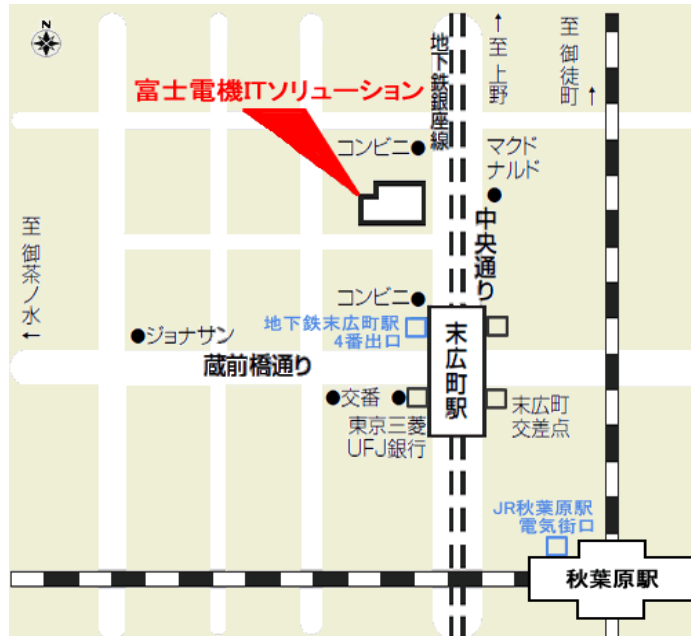 N
至 上野
至 御徒町
地下鉄銀座線
富士電機ITソリューション
コンビニ
マクド
ナルド
中央通り
至 御茶ノ水
コンビニ
地下鉄末広町駅
4番出口
ジョナサン
蔵前橋通り
末広町駅
交番
東京三菱
UFJ銀行
末広町
交差点
JR秋葉原駅
電気街口
秋葉原駅